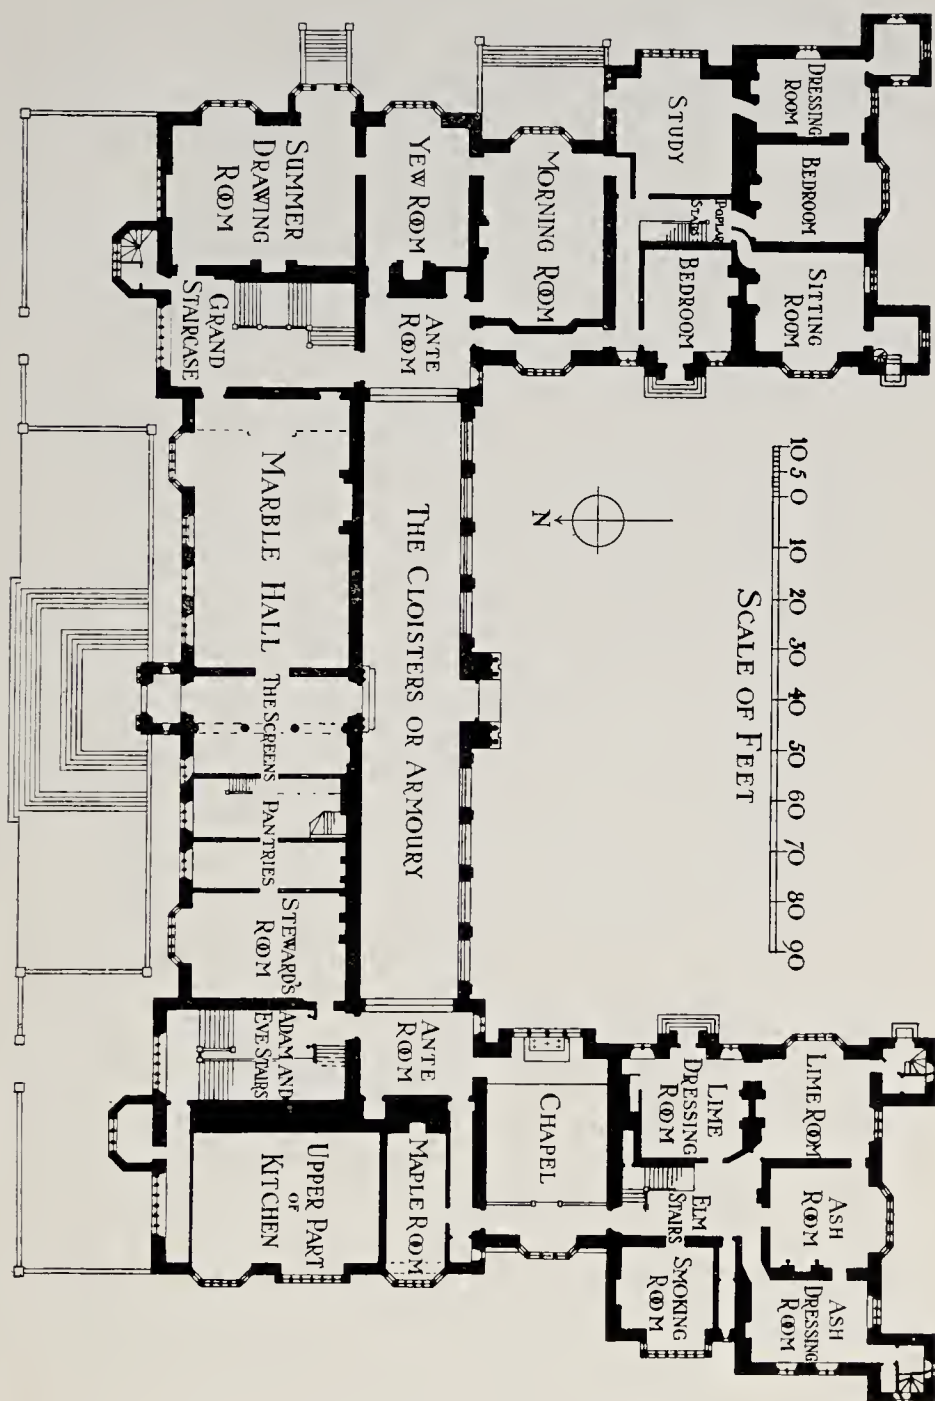 DRESSING
ROOM
BEDROOM
SITTING
ROOM
STUDY
POPLAR
STAIRS
BEDROOM
MORNING ROOM
YEW ROOM
ANTE
ROOM
SUMMER
DRAWING
ROOM
GRAND
STAIRCASE
10 5 0 10 20 30 40 50 60 70 80 90
SCALE OF FEET
N
THE CLOISTERS OR ARMOURY
MARBLE HALL
THE SCREENS
PANTRIES
STEWARD'S
ROOM
ADAM AND
EVE STAIRS
ANTE
ROOM
UPPER PART
OF
KITCHEN
MAPLE ROOM
CHAPEL
LIME
DRESSING
ROOM
LIME ROOM
ELM
STAIRS
ASH
ROOM
SMOKING
ROOM
ASH
DRESSING
ROOM